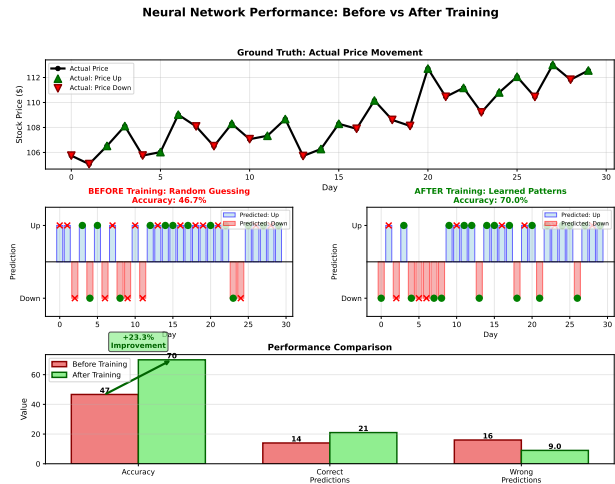 Neural Network Performance: Before vs After Training
Ground Truth: Actual Price Movement
Actual Price
Actual: Price Up
Actual: Price Down
Stock Price ($)
112
110
108
106
0
5
10
15
20
25
30
Day
BEFORE Training: Random Guessing
Accuracy: 46.7%
Predicted: Up
Predicted: Down
Prediction
Up
Down
0
5
10
15
20
25
30
Day
AFTER Training: Learned Patterns
Accuracy: 70.0%
Predicted: Up
Predicted: Down
Prediction
Up
Down
0
5
10
15
20
25
30
Day
+23.3%
Improvement
Performance Comparison
Before Training
After Training
Value
60
40
20
0
47
70
14
21
16
9.0
Accuracy
Correct
Predictions
Wrong
Predictions